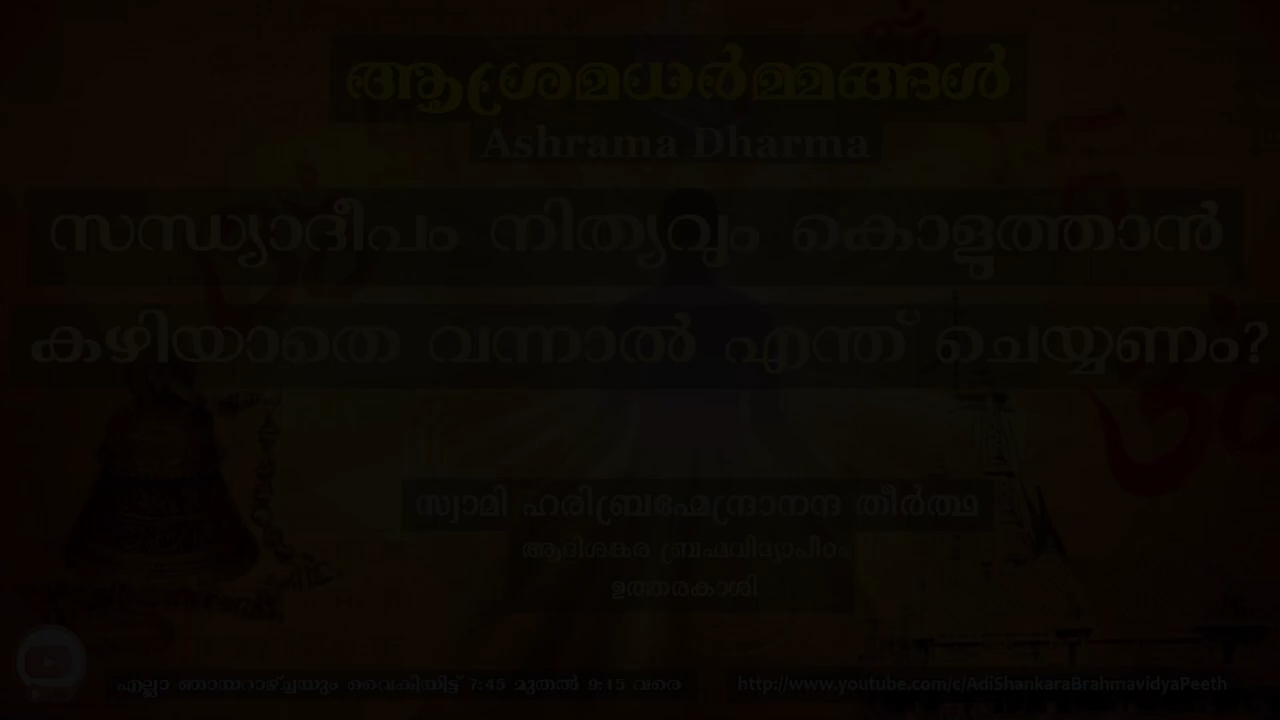 ആശ്രമധർമ്മങ്ങൾ
Ashrama Dharma
സന്ധ്യാദീപം നിത്യവും കൊളുത്താൻ
കഴിയാതെ വന്നാൽ എന്ത് ചെയ്യണം?
സ്വാമി ഹരിബ്രഹ്മേന്ദ്രാനന്ദ തീർത്ഥ
ആദിശങ്കര ബ്രഹ്മവിദ്യാപീഠം
ഉത്തരകാശി
എല്ലാ ഞായറാഴ്ച്ചയും വൈകിയിട്ട് 7:45 മുതൽ 9:15 വരെ
http://www.youtube.com/c/AdiShankaraBrahmavidyaPeeth